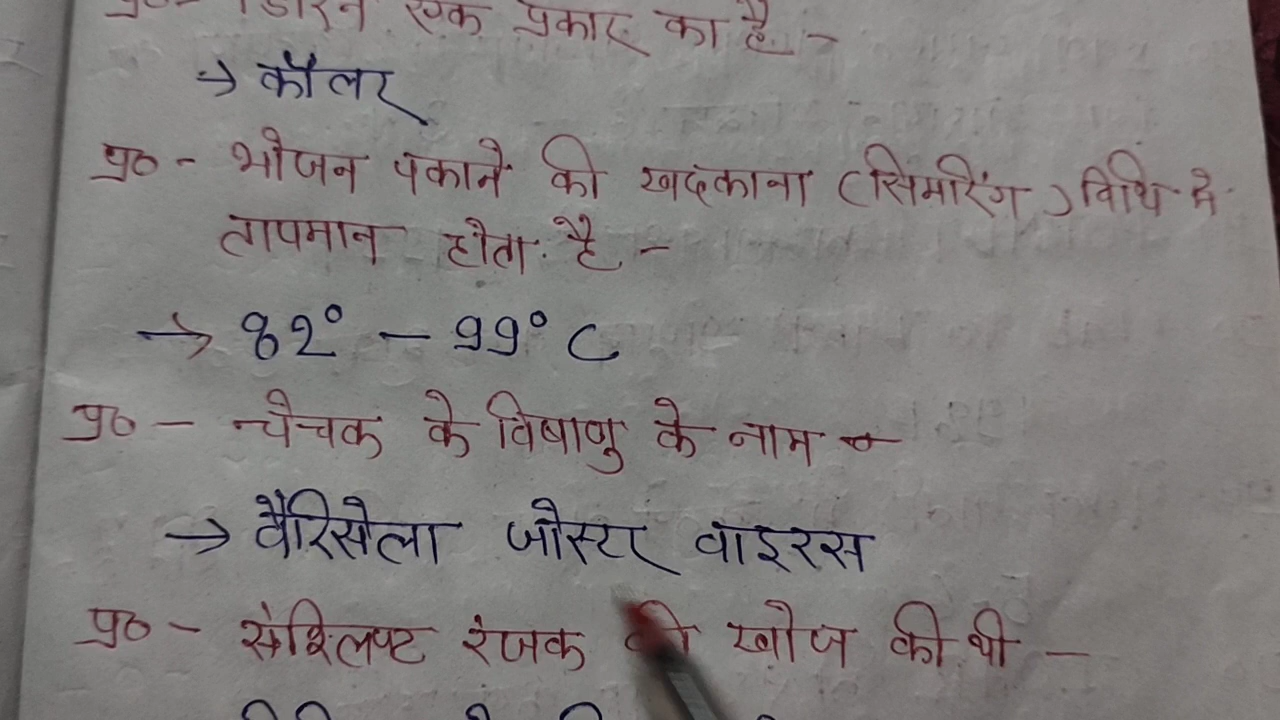 एक प्रकार का है -
→ कॉलर
प्र० - भोजन पकाने की खदकाना (सिमरिंग) विधि मे
तापमान होता है -
→ 82° - 99° C
प्र० - चेचक के विषाणु के नाम -
→ वैरिसेला जोस्टर वाइरस
प्र० - संश्लिष्ट रंजक की खोज की थी -